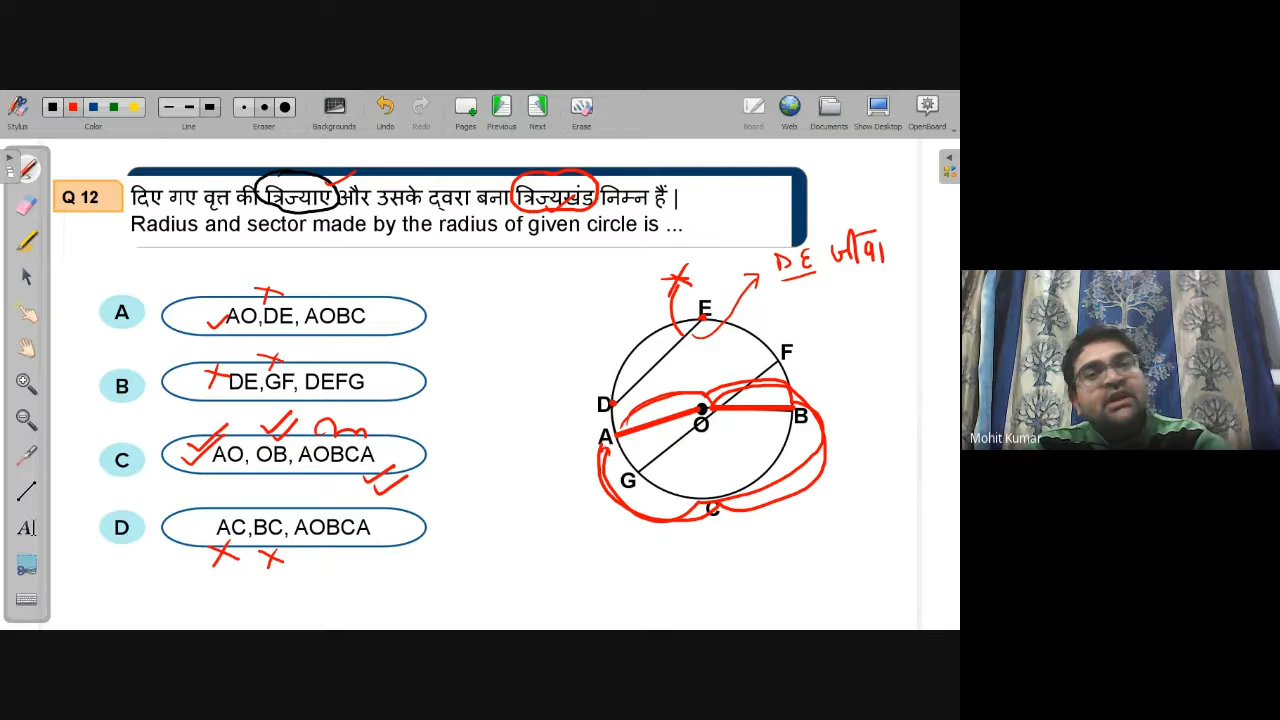 Stylus
Color
Line
Eraser
Backgrounds
Undo
Redo
Pages
Previous
Next
Erase
Board
Web
Documents
Show Desktop
OpenBoard
Q 12
दिए गए वृत्त की त्रिज्याए और उसके द्वरा बना त्रिज्यखंड निम्न हैं |
Radius and sector made by the radius of given circle is ...
A
AO,DE, AOBC
B
DE,GF, DEFG
C
AO, OB, AOBCA
D
AC,BC, AOBCA
DE जीवा
E
F
D
A
O
B
G
C
Mohit Kumar